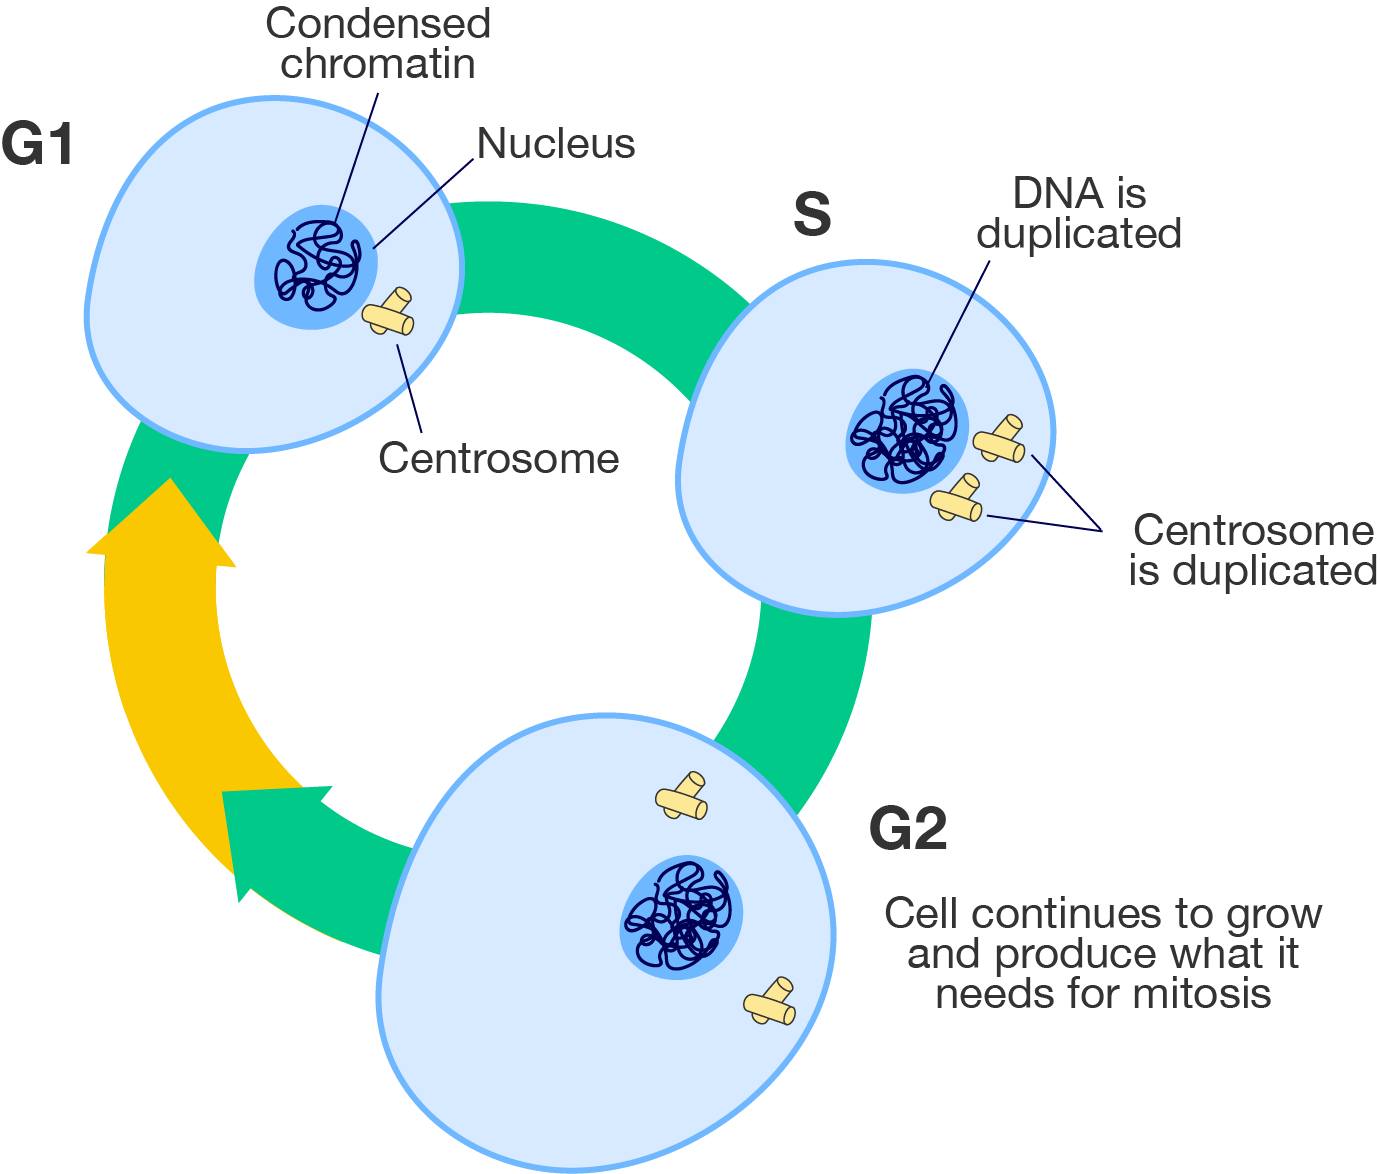 Condensed
chromatin
G1
Nucleus
Centrosome
S
DNA is
duplicated
Centrosome
is duplicated
G2
Cell continues to grow
and produce what it
needs for mitosis